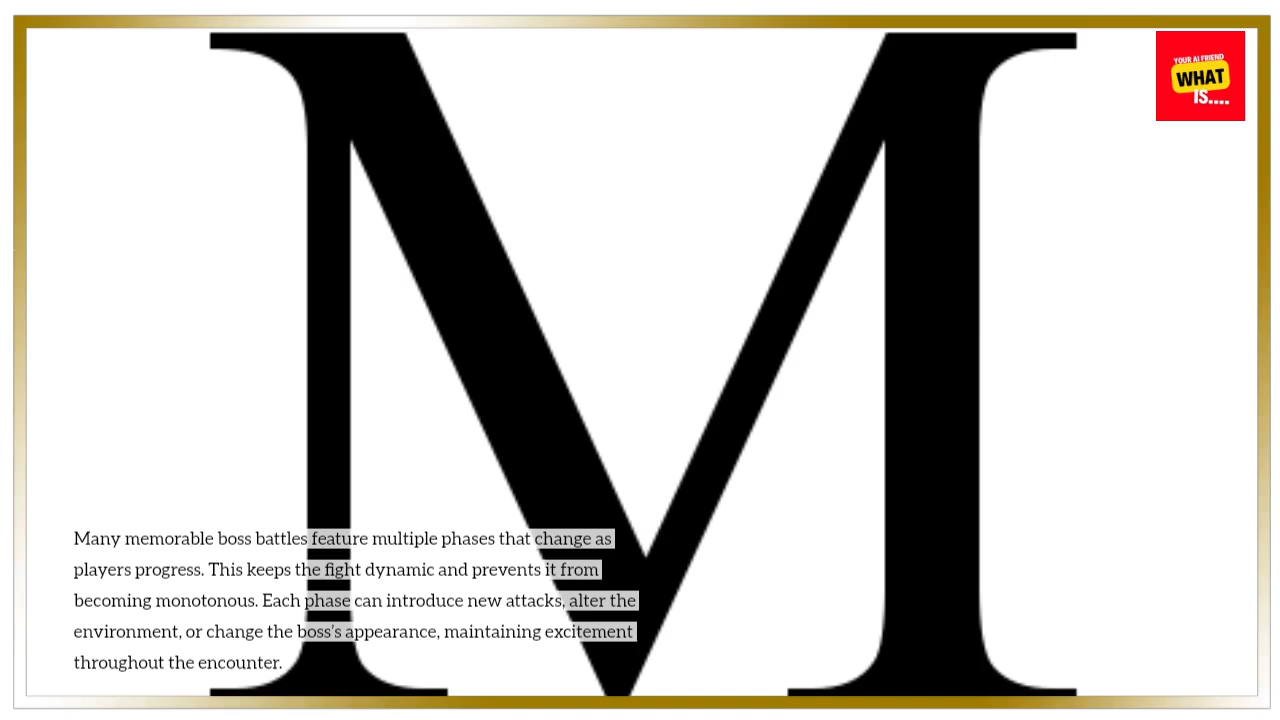 M
YOUR AI FRIEND
WHAT
IS....
Many memorable boss battles feature multiple phases that change as
players progress. This keeps the fight dynamic and prevents it from
becoming monotonous. Each phase can introduce new attacks, alter the
environment, or change the boss’s appearance, maintaining excitement
throughout the encounter.